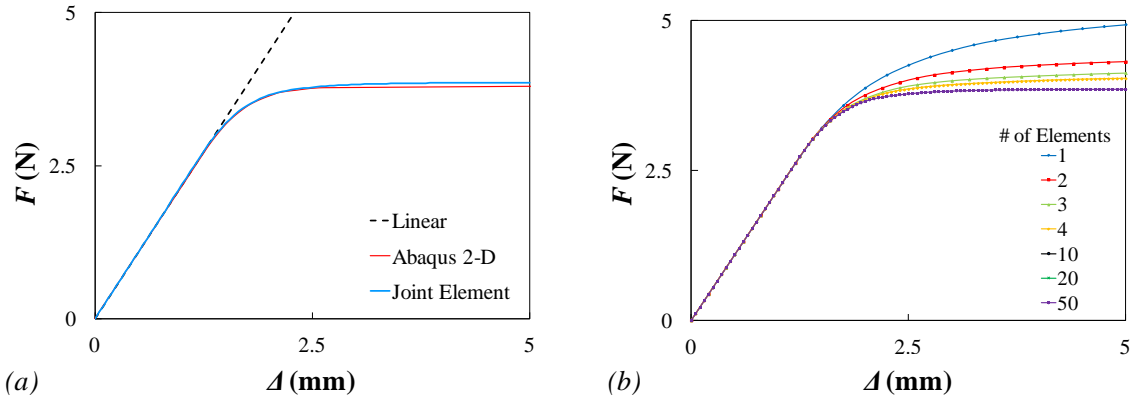 5
2.5
0
F (N)
0
2.5
5
Δ (mm)
Linear
Abaqus 2-D
Joint Element
(a)
5
2.5
0
F (N)
0
2.5
5
Δ (mm)
# of Elements
1
2
3
4
10
20
50
(b)